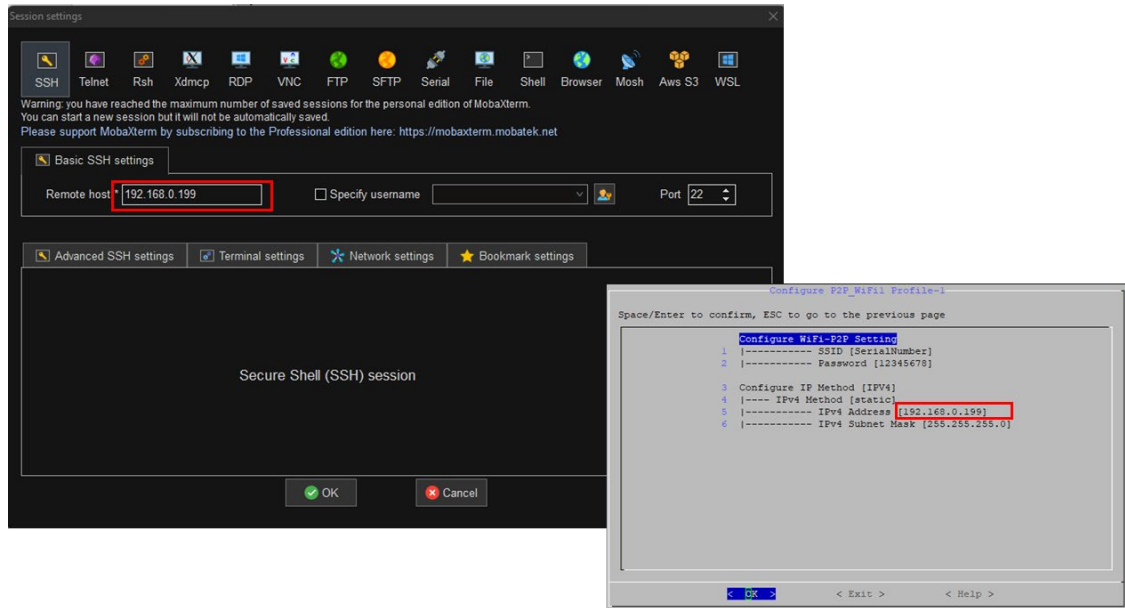 Session settings
SSH Telnet Rsh Xdmcp RDP VNC FTP SFTP Serial File Shell Browser Mosh Aws S3 WSL
Warning: you have reached the maximum number of saved sessions for the personal edition of MobaXterm.
You can start a new session but it will not be automatically saved.
Please support MobaXterm by subscribing to the Professional edition here: https://mobaxterm.mobatek.net
Basic SSH settings
Remote host * 192.168.0.199 Specify username Port 22
Advanced SSH settings Terminal settings Network settings Bookmark settings
Secure Shell (SSH) session
OK Cancel
Configure P2P_WiFi1 Profile-1
Space/Enter to confirm, ESC to go to the previous page
Configure WiFi-P2P Setting
1 |----------- SSID [SerialNumber]
2 |----------- Password [12345678]
3 Configure IP Method [IPV4]
4 |---- IPv4 Method [static]
5 |----------- IPv4 Address [192.168.0.199]
6 |----------- IPv4 Subnet Mask [255.255.255.0]
< OK > < Exit > < Help >